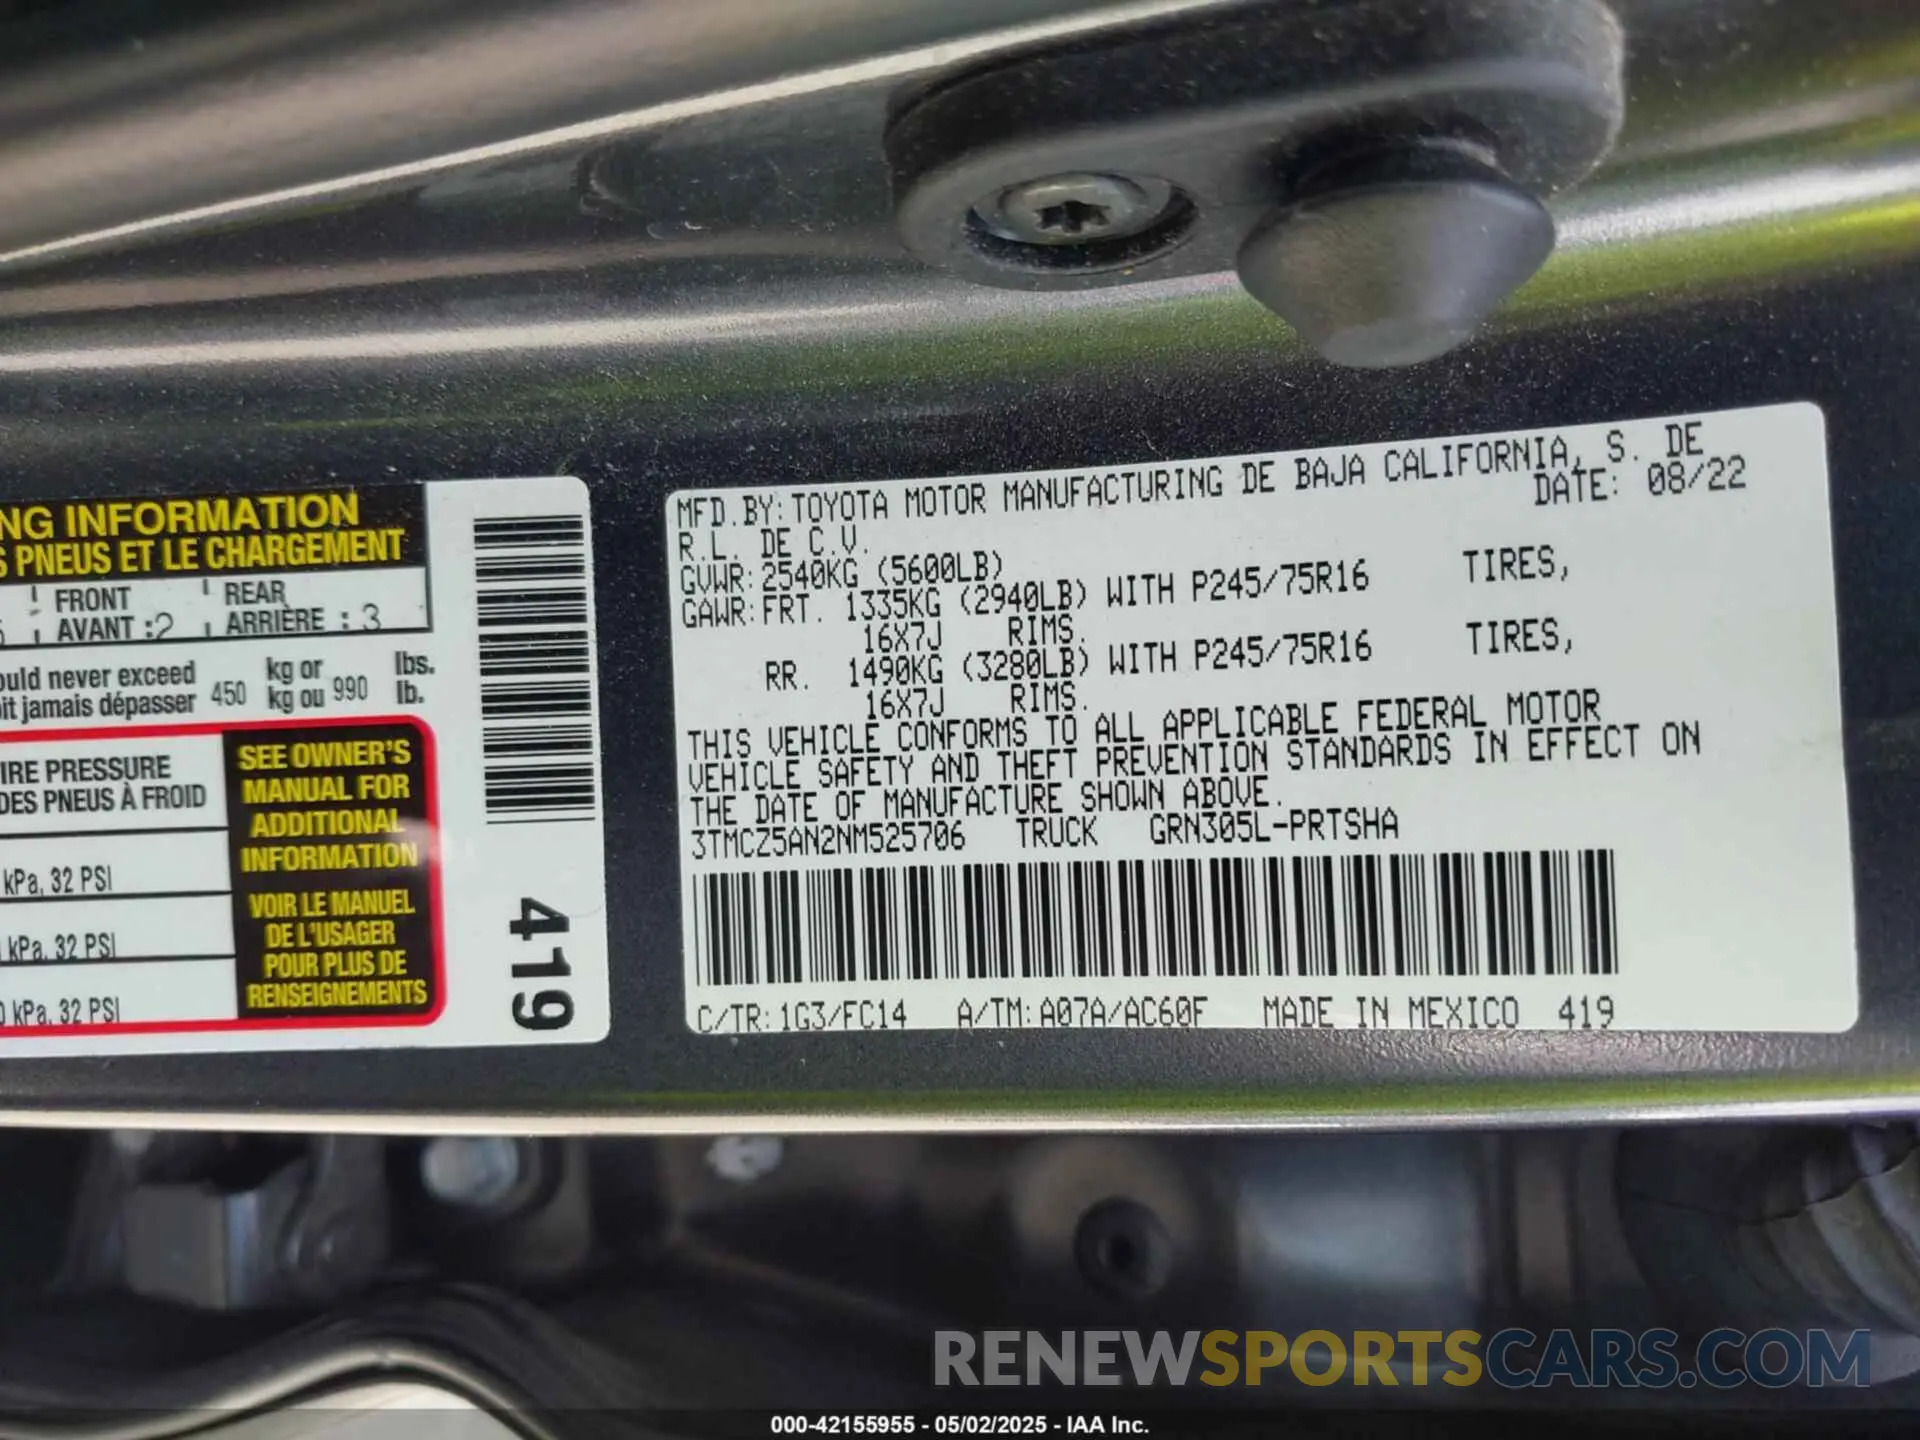 NG INFORMATION
S PNEUS ET LE CHARGEMENT
FRONT
AVANT : 2
REAR
ARRIÈRE : 3
ould never exceed
oit jamais dépasser
450
kg or
kg ou
990
lbs.
lb.
IRE PRESSURE
DES PNEUS À FROID
kPa, 32 PSI
kPa, 32 PSI
0 kPa, 32 PSI
SEE OWNER'S
MANUAL FOR
ADDITIONAL
INFORMATION
VOIR LE MANUEL
DE L'USAGER
POUR PLUS DE
RENSEIGNEMENTS
419
MFD.BY:TOYOTA MOTOR MANUFACTURING DE BAJA CALIFORNIA, S. DE
R.L. DE C.V. DATE: 08/22
GVWR:2540KG (5600LB)
GAWR:FRT. 1335KG (2940LB) WITH P245/75R16 TIRES,
16X7J RIMS.
RR. 1490KG (3280LB) WITH P245/75R16 TIRES,
16X7J RIMS.
THIS VEHICLE CONFORMS TO ALL APPLICABLE FEDERAL MOTOR
VEHICLE SAFETY AND THEFT PREVENTION STANDARDS IN EFFECT ON
THE DATE OF MANUFACTURE SHOWN ABOVE.
3TMCZ5AN2NM525706 TRUCK GRN305L-PRTSHA
C/TR:1G3/FC14 A/TM:A07A/AC60F MADE IN MEXICO 419
RENEWSPORTSCARS.COM
000-42155955 - 05/02/2025 - IAA Inc.